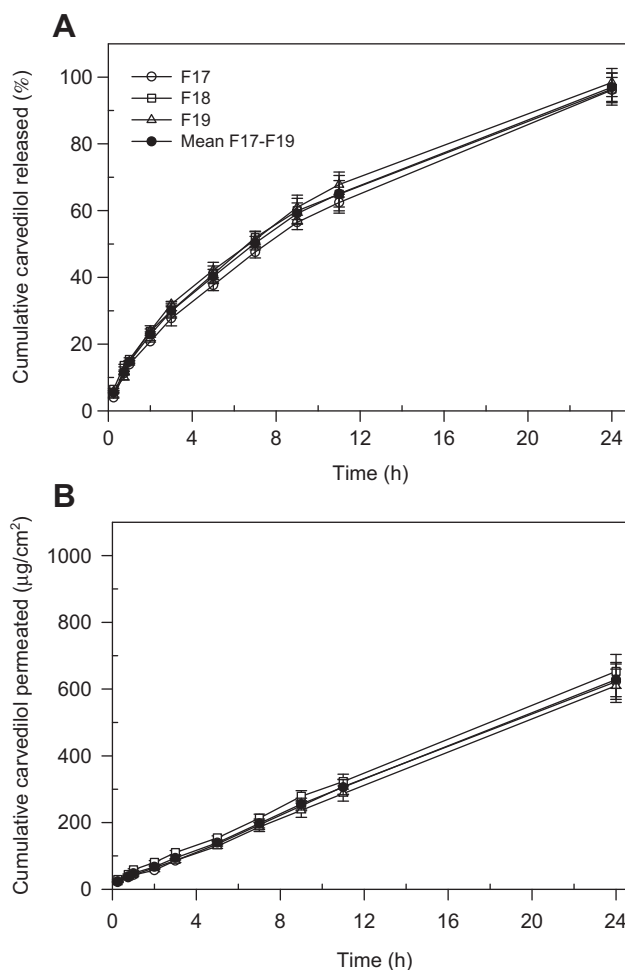 A
Cumulative carvedilol released (%)
100
80
60
40
20
0
F17
F18
F19
Mean F17-F19
0 4 8 12 16 20 24
Time (h)
B
Cumulative carvedilol permeated (µg/cm²)
1000
800
600
400
200
0
0 4 8 12 16 20 24
Time (h)